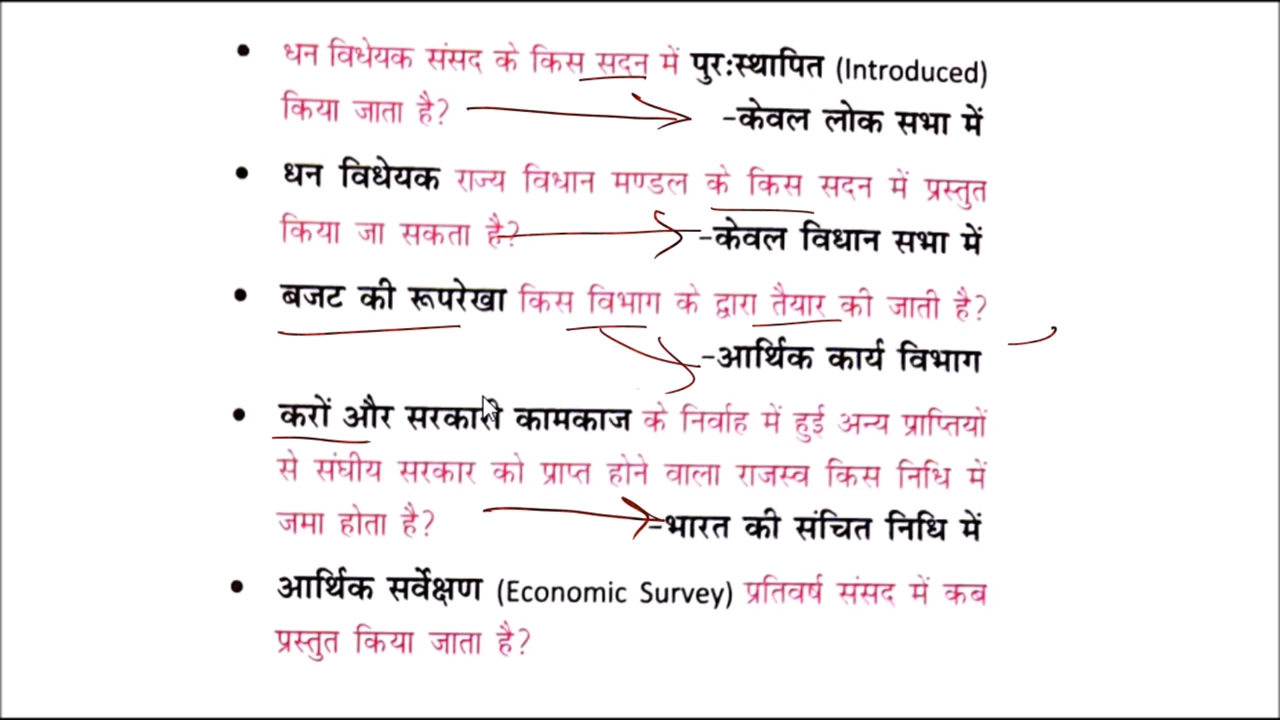 • धन विधेयक संसद के किस सदन में पुरःस्थापित (Introduced)
किया जाता है? -केवल लोक सभा में
• धन विधेयक राज्य विधान मण्डल के किस सदन में प्रस्तुत
किया जा सकता है? -केवल विधान सभा में
• बजट की रूपरेखा किस विभाग के द्वारा तैयार की जाती है?
-आर्थिक कार्य विभाग
• करों और सरकारी कामकाज के निर्वाह में हुई अन्य प्राप्तियों
से संघीय सरकार को प्राप्त होने वाला राजस्व किस निधि में
जमा होता है? -भारत की संचित निधि में
• आर्थिक सर्वेक्षण (Economic Survey) प्रतिवर्ष संसद में कब
प्रस्तुत किया जाता है?